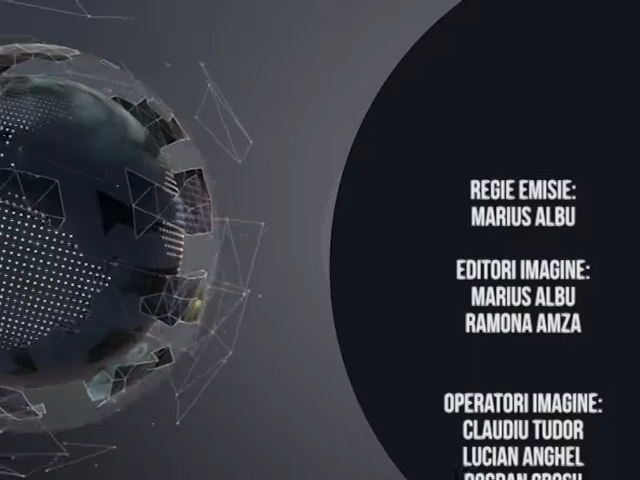 REGIE EMISIE:
MARIUS ALBU
EDITORI IMAGINE:
MARIUS ALBU
RAMONA AMZA
OPERATORI IMAGINE:
CLAUDIU TUDOR
LUCIAN ANGHEL